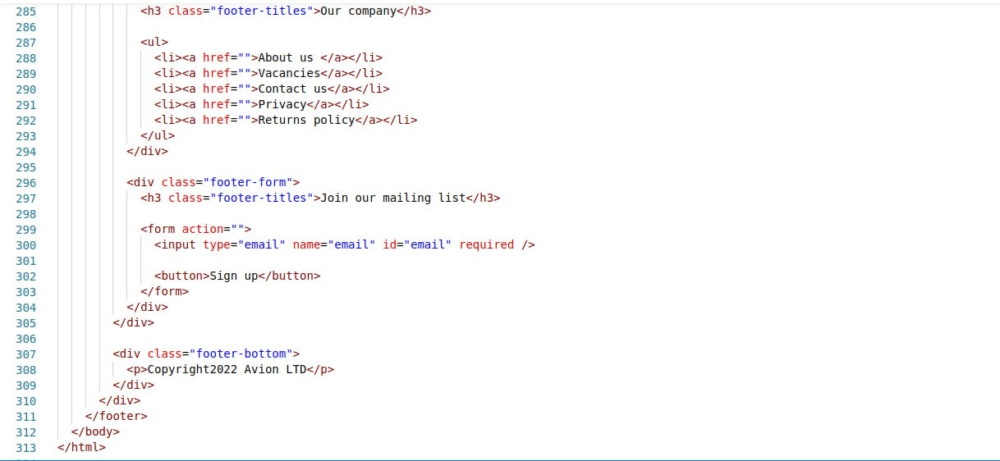 285 <h3 class="footer-titles">Our company</h3>
286
287 <ul>
288 <li><a href="">About us </a></li>
289 <li><a href="">Vacancies</a></li>
290 <li><a href="">Contact us</a></li>
291 <li><a href="">Privacy</a></li>
292 <li><a href="">Returns policy</a></li>
293 </ul>
294 </div>
295
296 <div class="footer-form">
297 <h3 class="footer-titles">Join our mailing list</h3>
298
299 <form action="">
300 <input type="email" name="email" id="email" required />
301
302 <button>Sign up</button>
303 </form>
304 </div>
305 </div>
306
307 <div class="footer-bottom">
308 <p>Copyright2022 Avion LTD</p>
309 </div>
310 </div>
311 </footer>
312 </body>
313 </html>